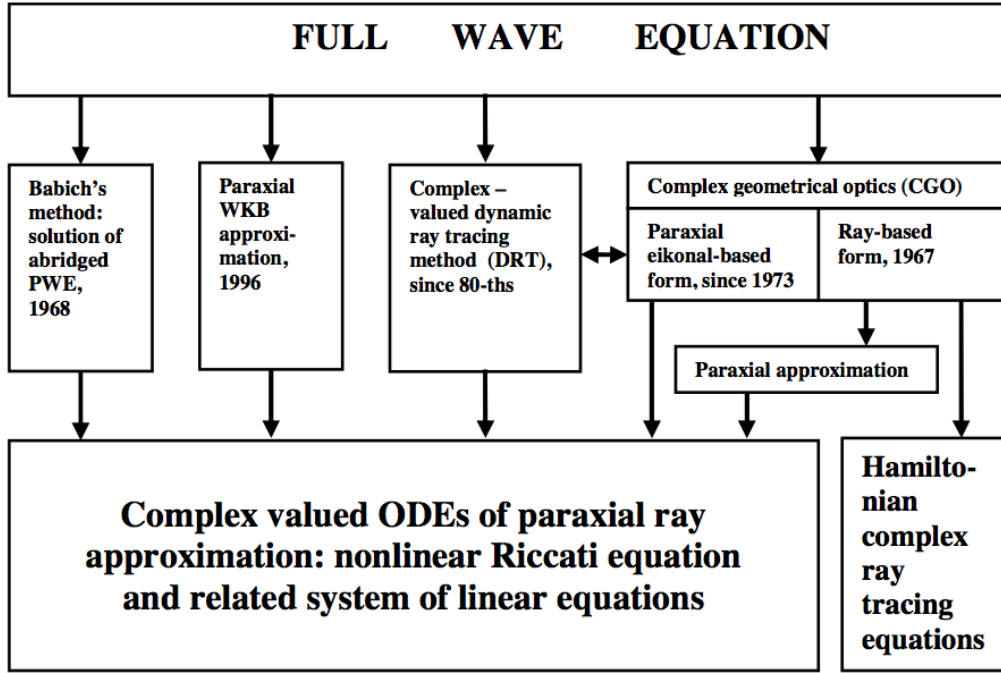 FULL WAVE EQUATION
Babich's
method:
solution of
abridged
PWE,
1968
Paraxial
WKB
approxi-
mation,
1996
Complex –
valued dynamic
ray tracing
method (DRT),
since 80-ths
Complex geometrical optics (CGO)
Paraxial
eikonal-based
form, since 1973
Ray-based
form, 1967
Paraxial approximation
Complex valued ODEs of paraxial ray
approximation: nonlinear Riccati equation
and related system of linear equations
Hamilto-
nian
complex
ray
tracing
equations